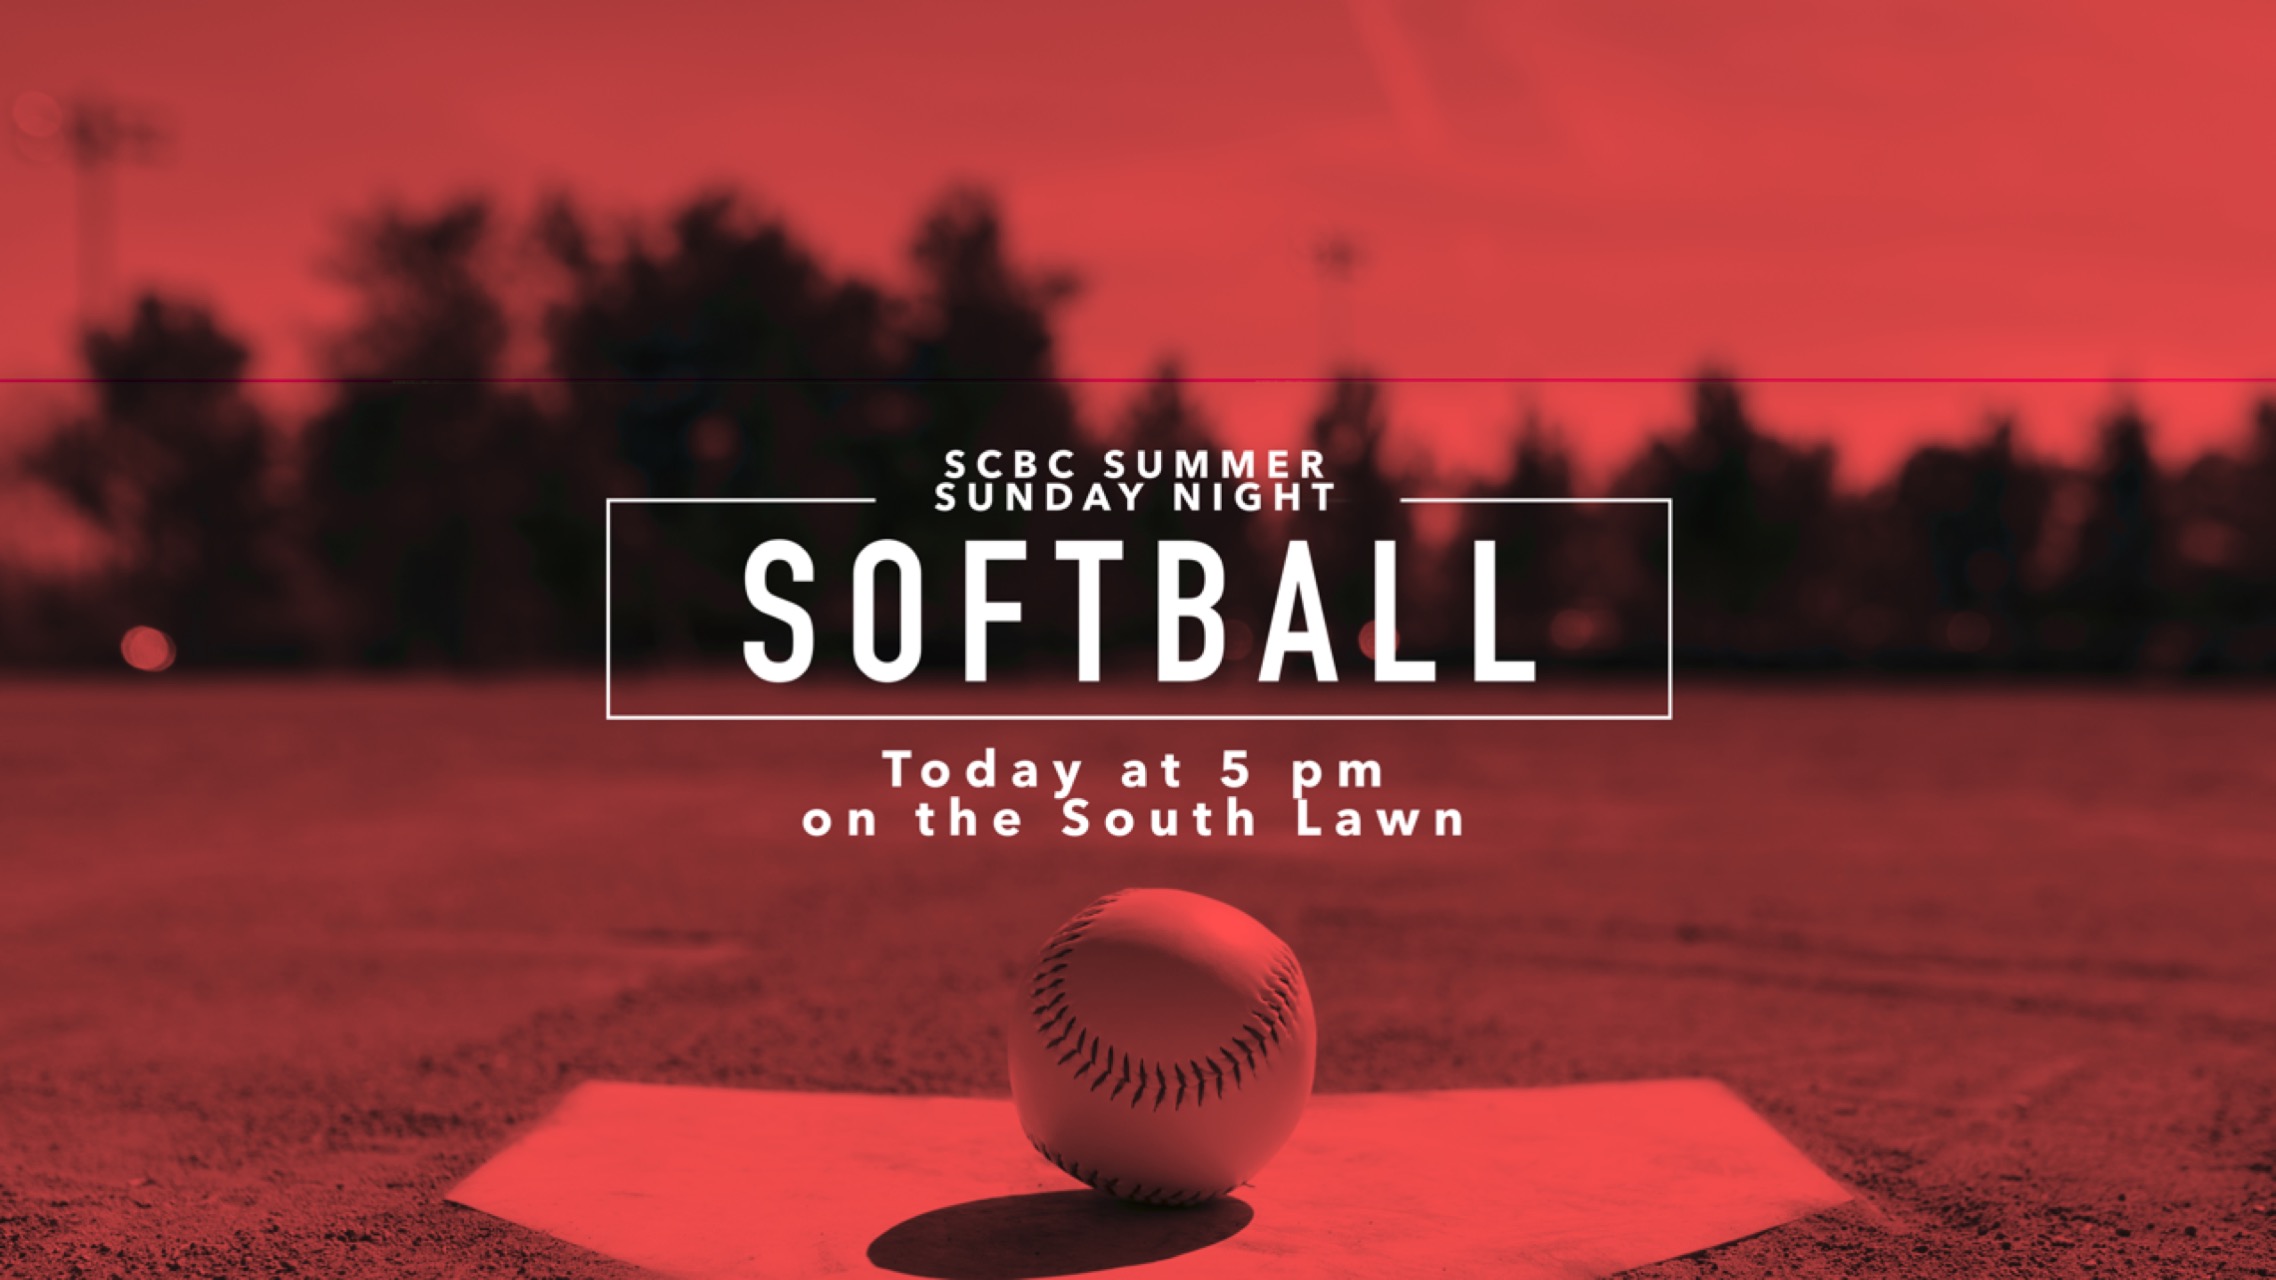 SCBC SUMMER
SUNDAY NIGHT
SOFTBALL
Today at 5 pm
on the South Lawn